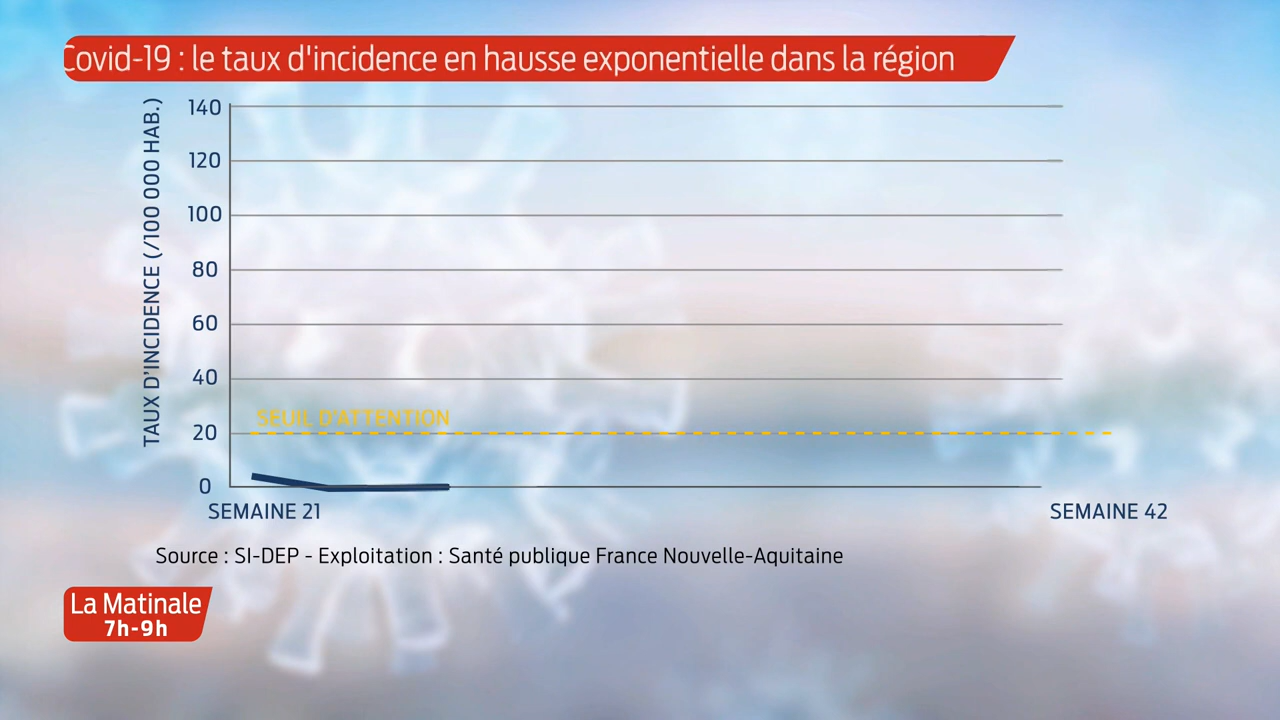 Covid-19 : le taux d'incidence en hausse exponentielle dans la région
TAUX D'INCIDENCE (/100 000 HAB.)
140
120
100
80
60
40
SEUIL D'ATTENTION
20
0
SEMAINE 21
SEMAINE 42
Source : SI-DEP - Exploitation : Santé publique France Nouvelle-Aquitaine
La Matinale
7h-9h